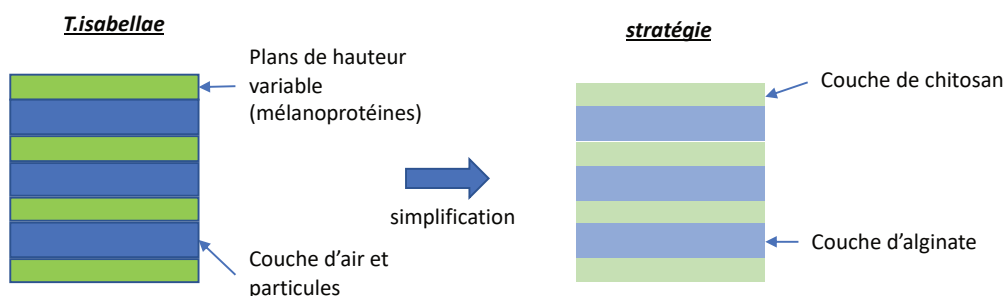 T.isabellae
stratégie
Plans de hauteur
variable
(mélanoprotéines)
Couche de chitosan
simplification
Couche d’air et
particules
Couche d’alginate